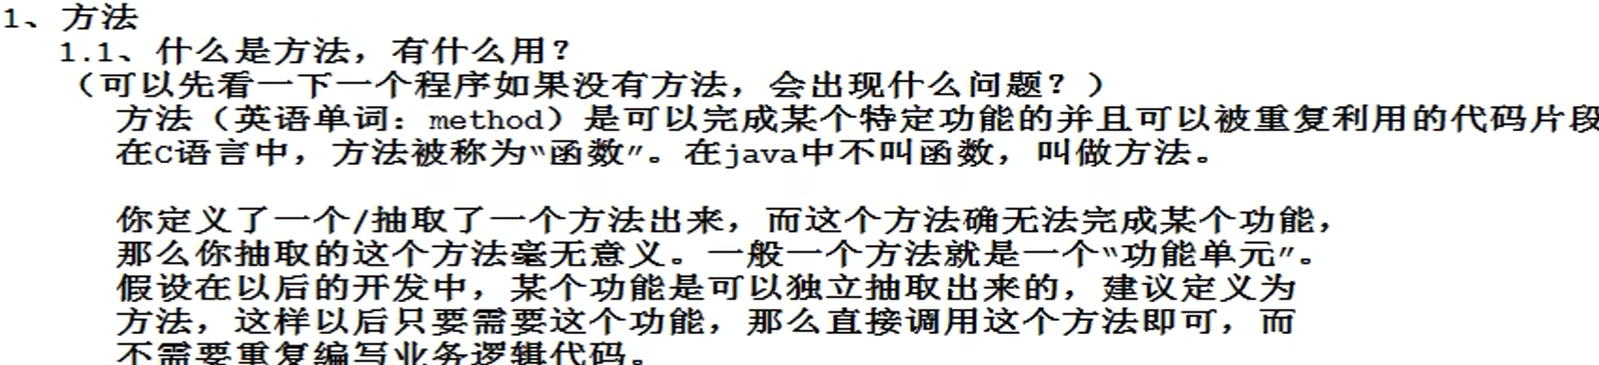 1、方法
1.1、什么是方法，有什么用？
（可以先看一下一个程序如果没有方法，会出现什么问题？）
方法（英语单词：method）是可以完成某个特定功能的并且可以被重复利用的代码片段
在C语言中，方法被称为“函数”。在java中不叫函数，叫做方法。
你定义了一个/抽取了一个方法出来，而这个方法确无法完成某个功能，
那么你抽取的这个方法毫无意义。一般一个方法就是一个“功能单元”。
假设在以后的开发中，某个功能是可以独立抽取出来的，建议定义为
方法，这样以后只要需要这个功能，那么直接调用这个方法即可，而
不需要重复编写业务逻辑代码。